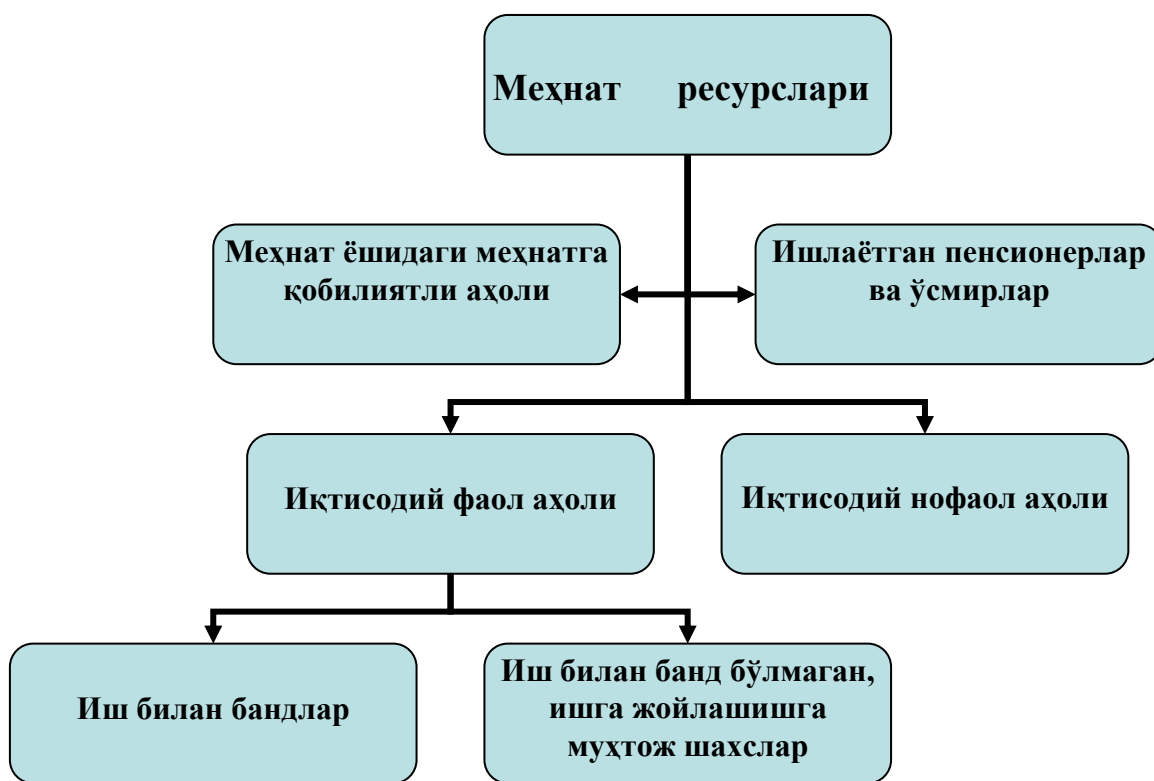 Меҳнат ресурслари
Меҳнат ёшидаги меҳнатга
қобилиятли аҳоли
Ишлаётган пенсионерлар
ва ўсмирлар
Иқтисодий фаол аҳоли
Иқтисодий нофаол аҳоли
Иш билан бандлар
Иш билан банд бўлмаган,
ишга жойлашишга
муҳтож шахслар